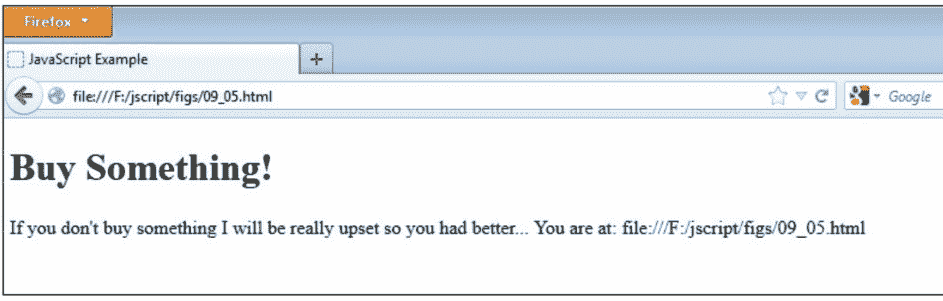 Firefox
JavaScript Example
file:///F:/jscript/figs/09_05.html
Google
Buy Something!
If you don't buy something I will be really upset so you had better... You are at: file:///F:/jscript/figs/09_05.html